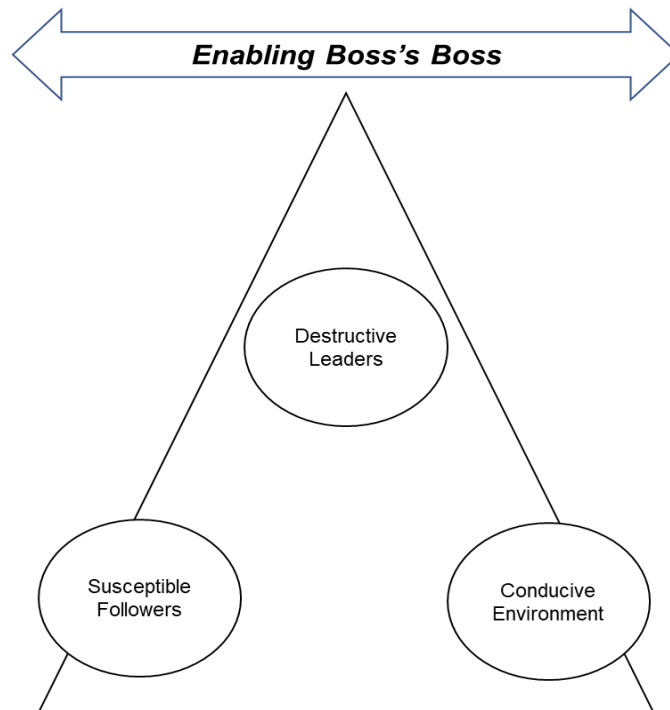 Enabling Boss's Boss
Destructive
Leaders
Susceptible
Followers
Conducive
Environment